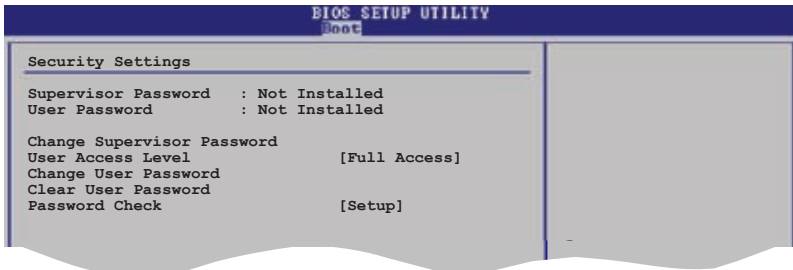 BIOS SETUP UTILITY
Boot
Security Settings
Supervisor Password : Not Installed
User Password : Not Installed
Change Supervisor Password
User Access Level [Full Access]
Change User Password
Clear User Password
Password Check [Setup]